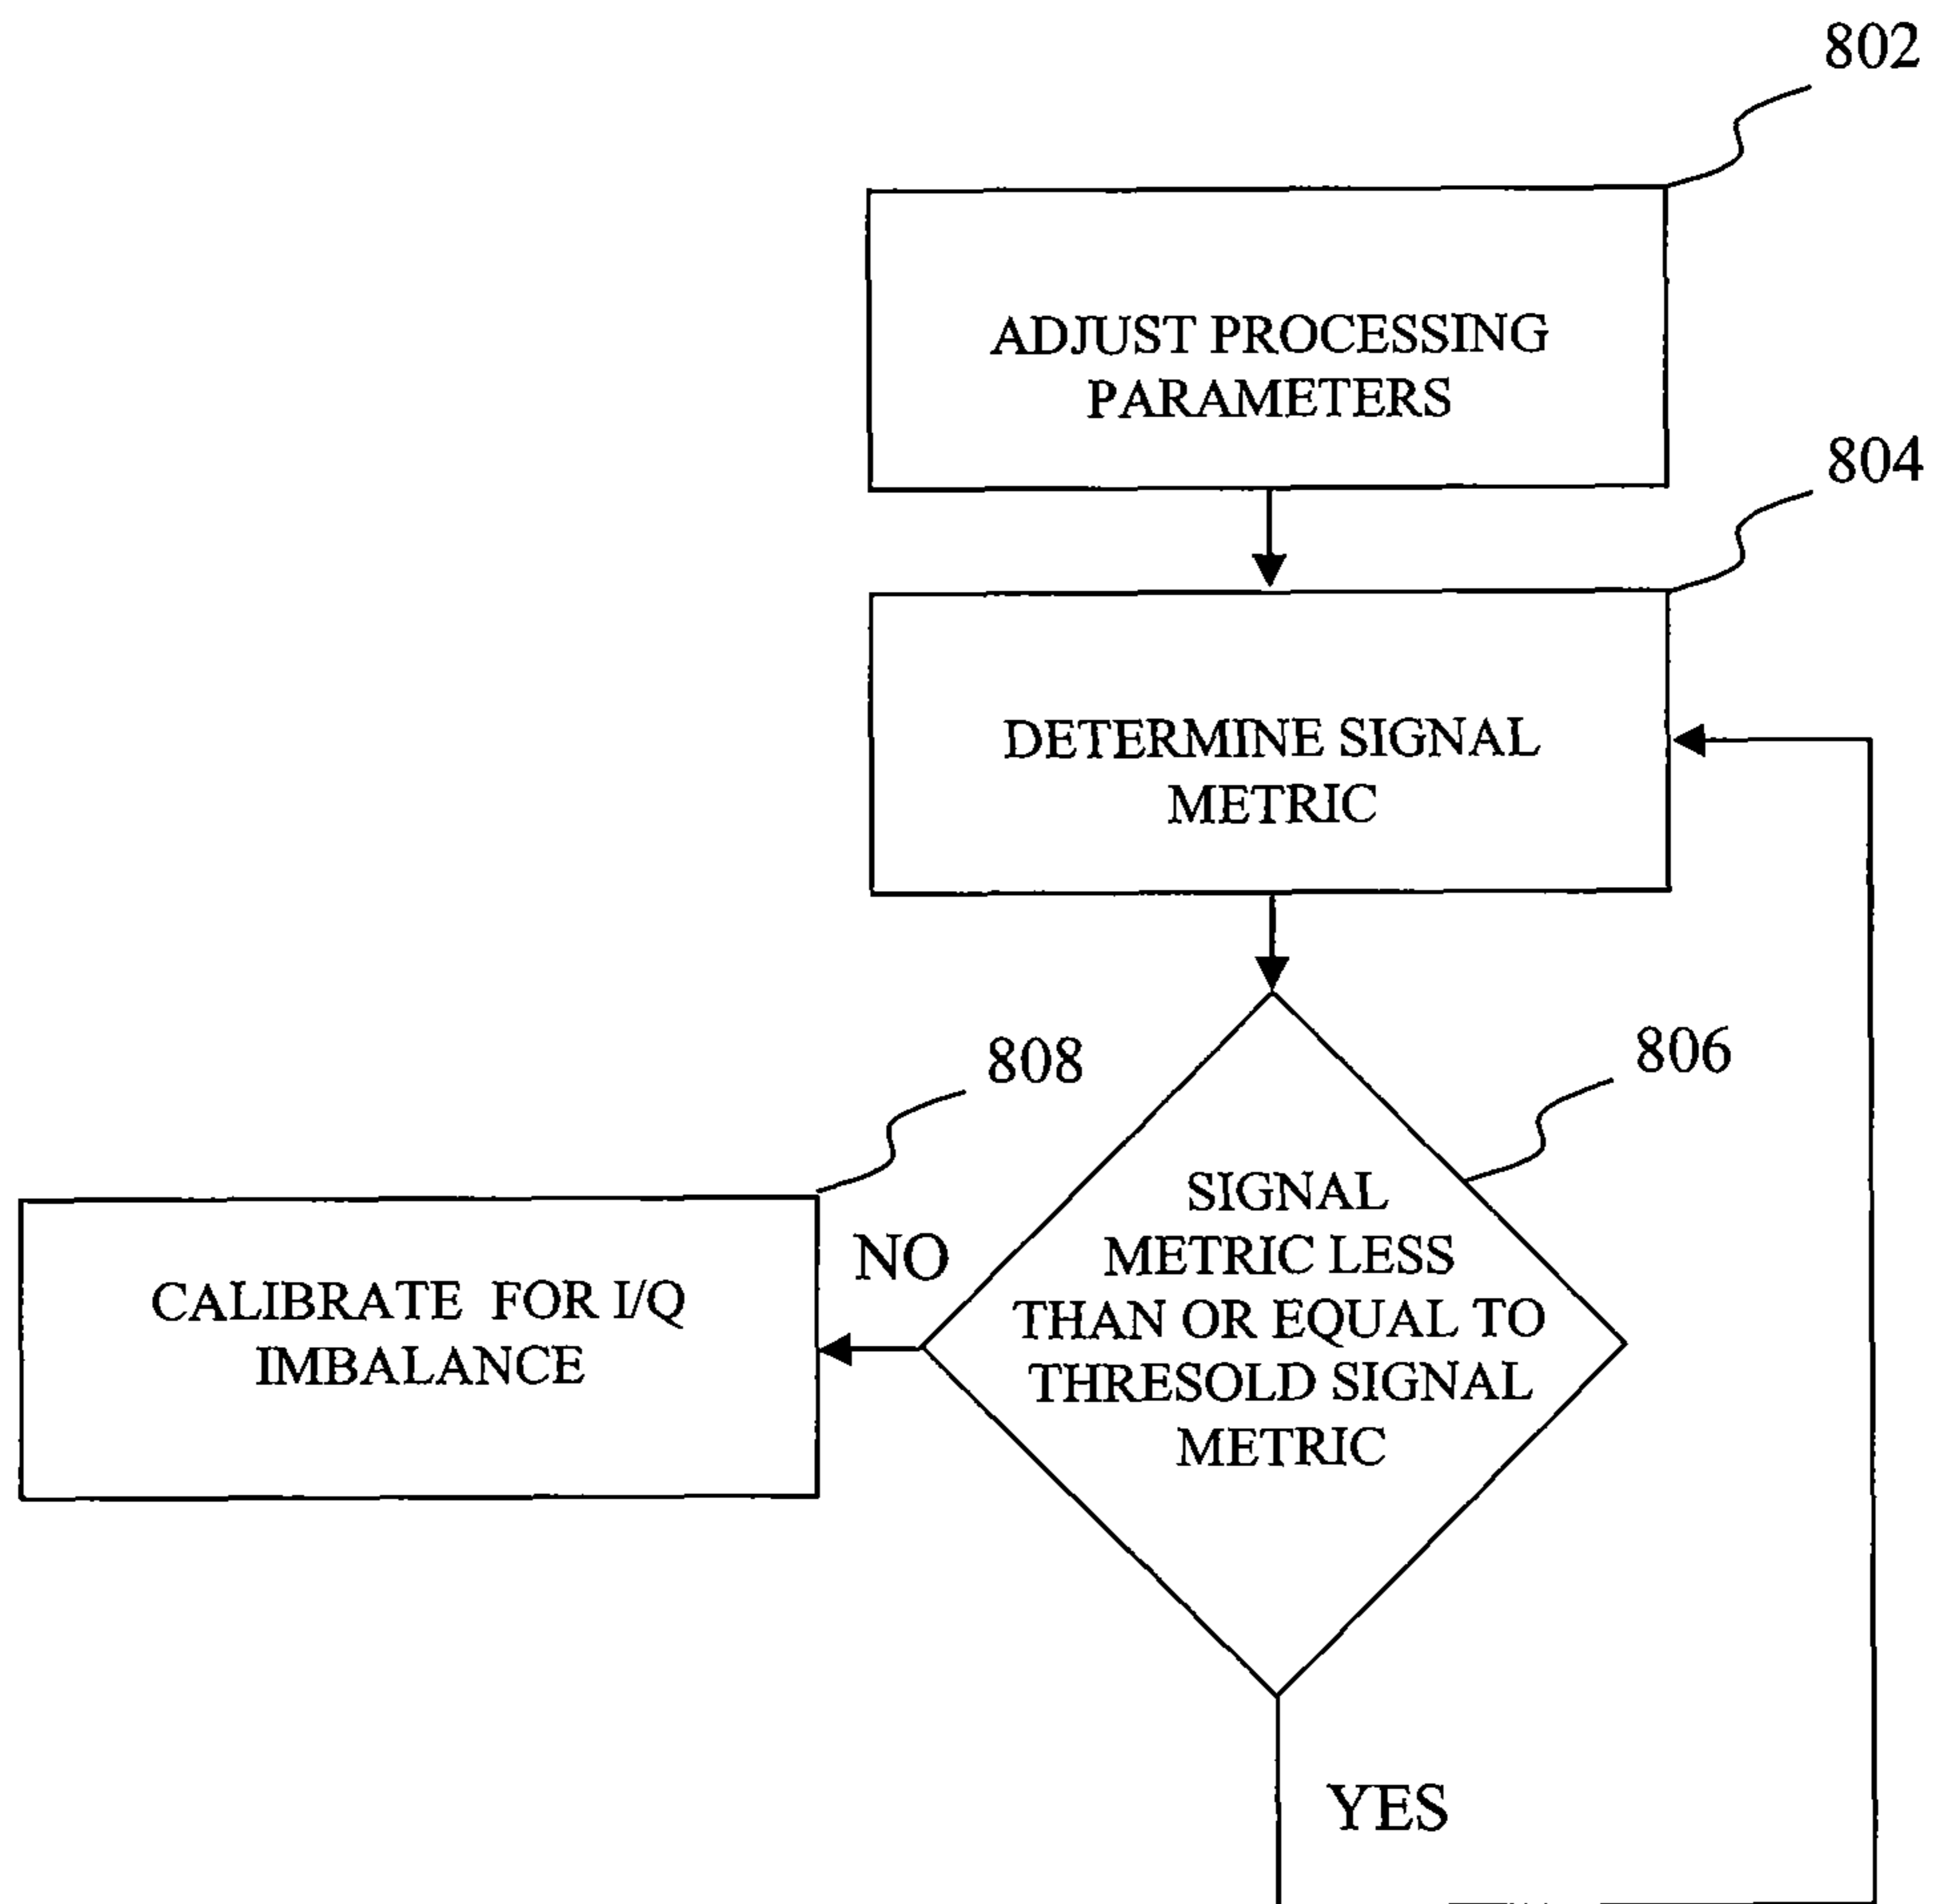 802
ADJUST PROCESSING
PARAMETERS
804
DETERMINE SIGNAL
METRIC
806
808
SIGNAL
METRIC LESS
THAN OR EQUAL TO
THRESOLD SIGNAL
METRIC
NO
CALIBRATE FOR I/Q
IMBALANCE
YES